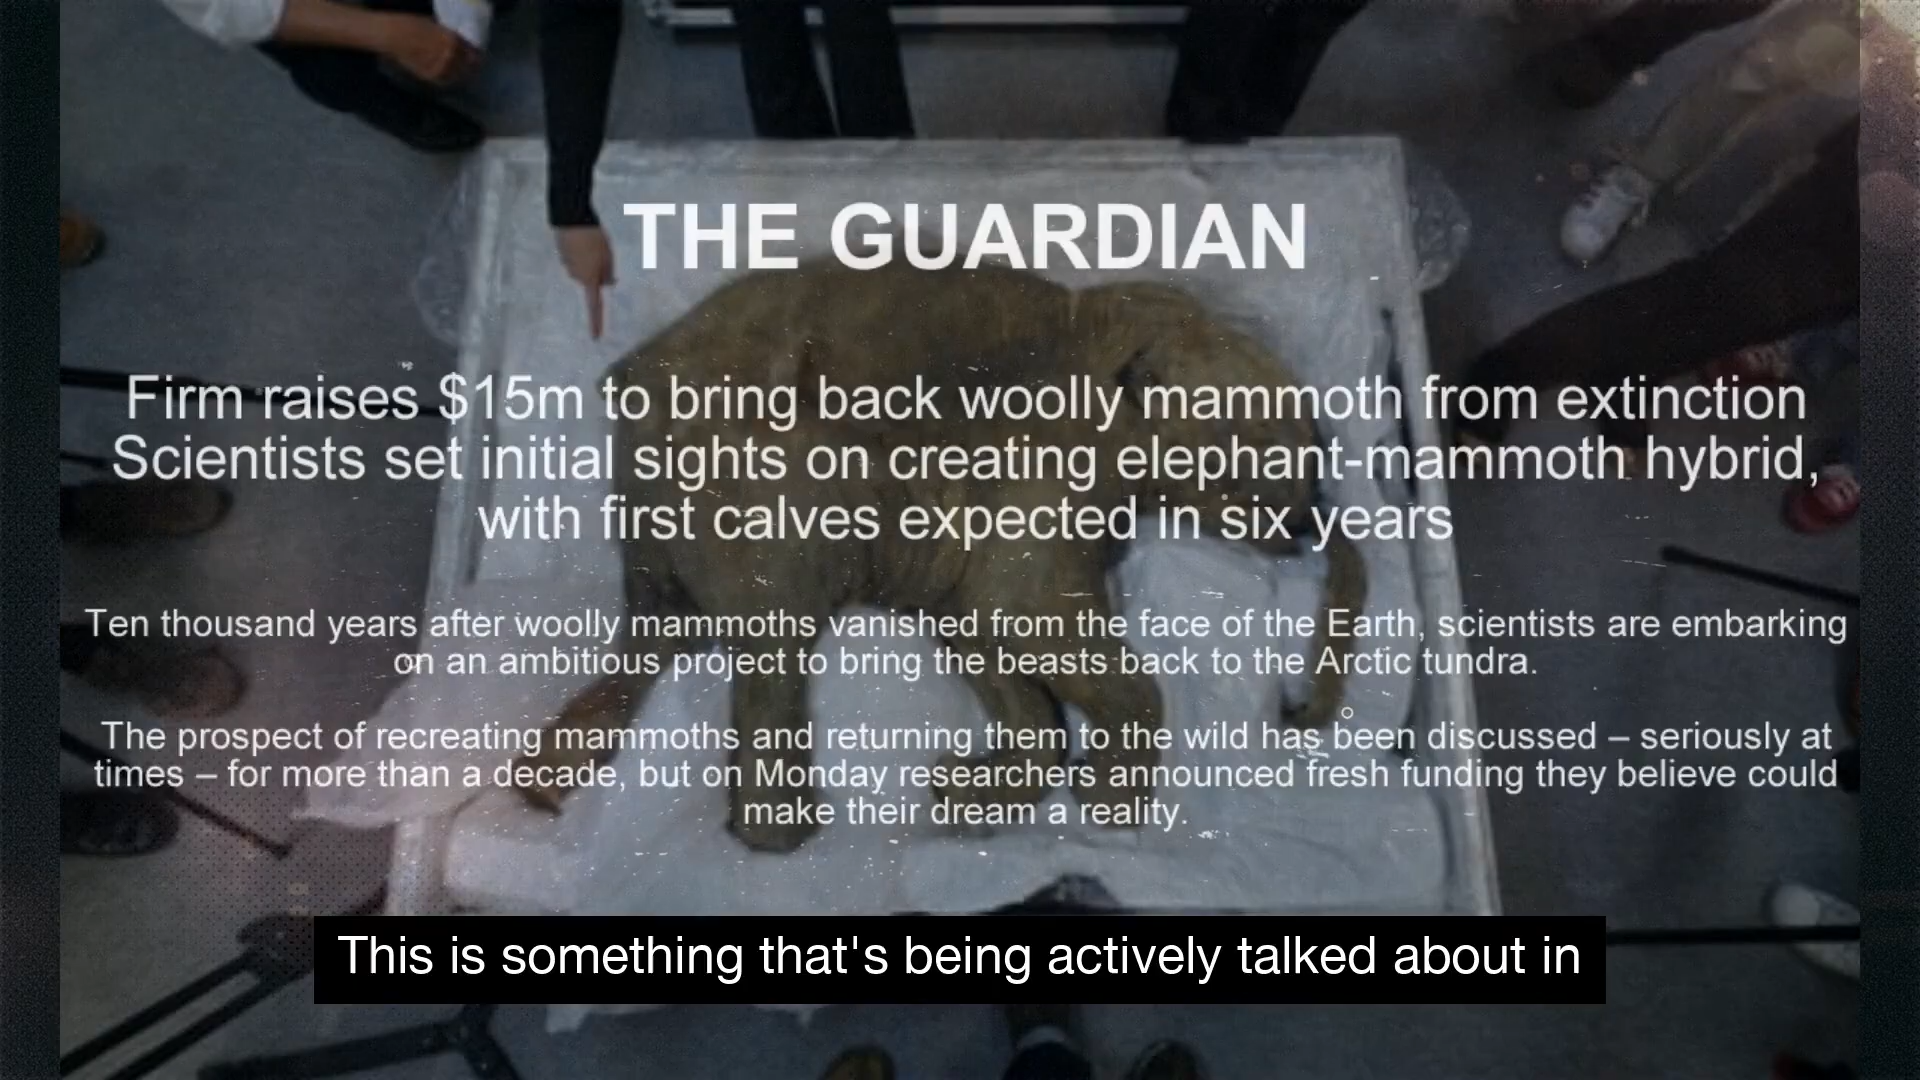 THE GUARDIAN
Firm raises $15m to bring back woolly mammoth from extinction
Scientists set initial sights on creating elephant-mammoth hybrid,
with first calves expected in six years
Ten thousand years after woolly mammoths vanished from the face of the Earth, scientists are embarking
on an ambitious project to bring the beasts back to the Arctic tundra.
The prospect of recreating mammoths and returning them to the wild has been discussed – seriously at
times – for more than a decade, but on Monday researchers announced fresh funding they believe could
make their dream a reality.
This is something that's being actively talked about in